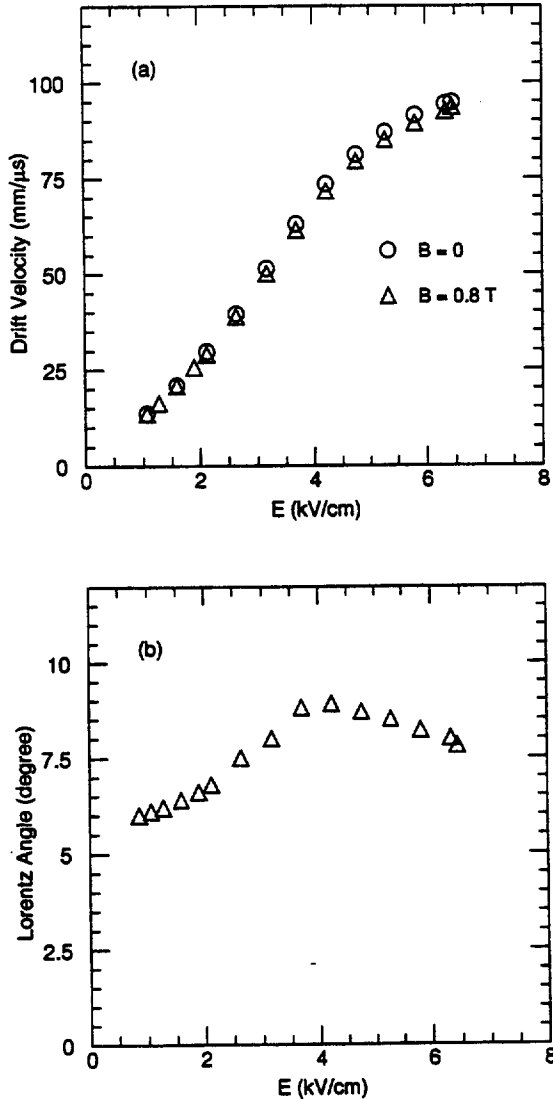 (a)
100
75
50
25
0
Drift Velocity (mm/μs)
B = 0
B = 0.8 T
0 2 4 6 8
E (kV/cm)
(b)
10
7.5
5
2.5
0
Lorentz Angle (degree)
0 2 4 6 8
E (kV/cm)